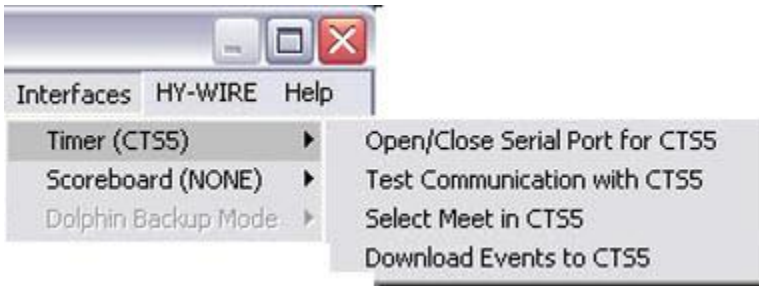 Interfaces HY-WIRE Help
Timer (CTS5)
Scoreboard (NONE)
Dolphin Backup Mode
Open/Close Serial Port for CTS5
Test Communication with CTS5
Select Meet in CTS5
Download Events to CTS5